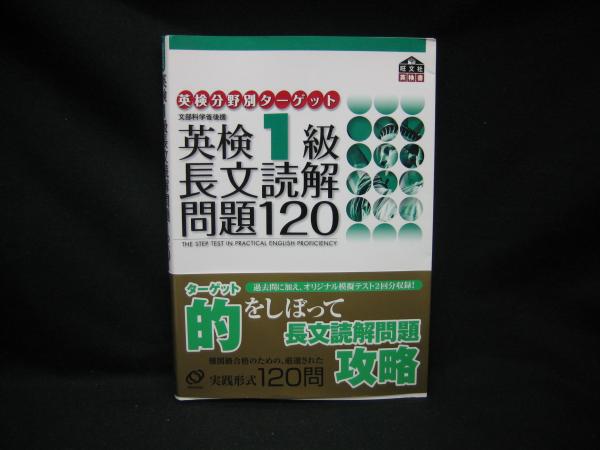 旺文社
英検書
英検分野別ターゲット
文部科学省後援
英検1級
長文読解
問題120
THE STEP TEST IN PRACTICAL ENGLISH PROFICIENCY
過去問に加え、オリジナル模擬テスト2回分収録!
ターゲット
的をしぼって
長文読解問題
攻略
難関級合格のための、厳選された
実践形式120問